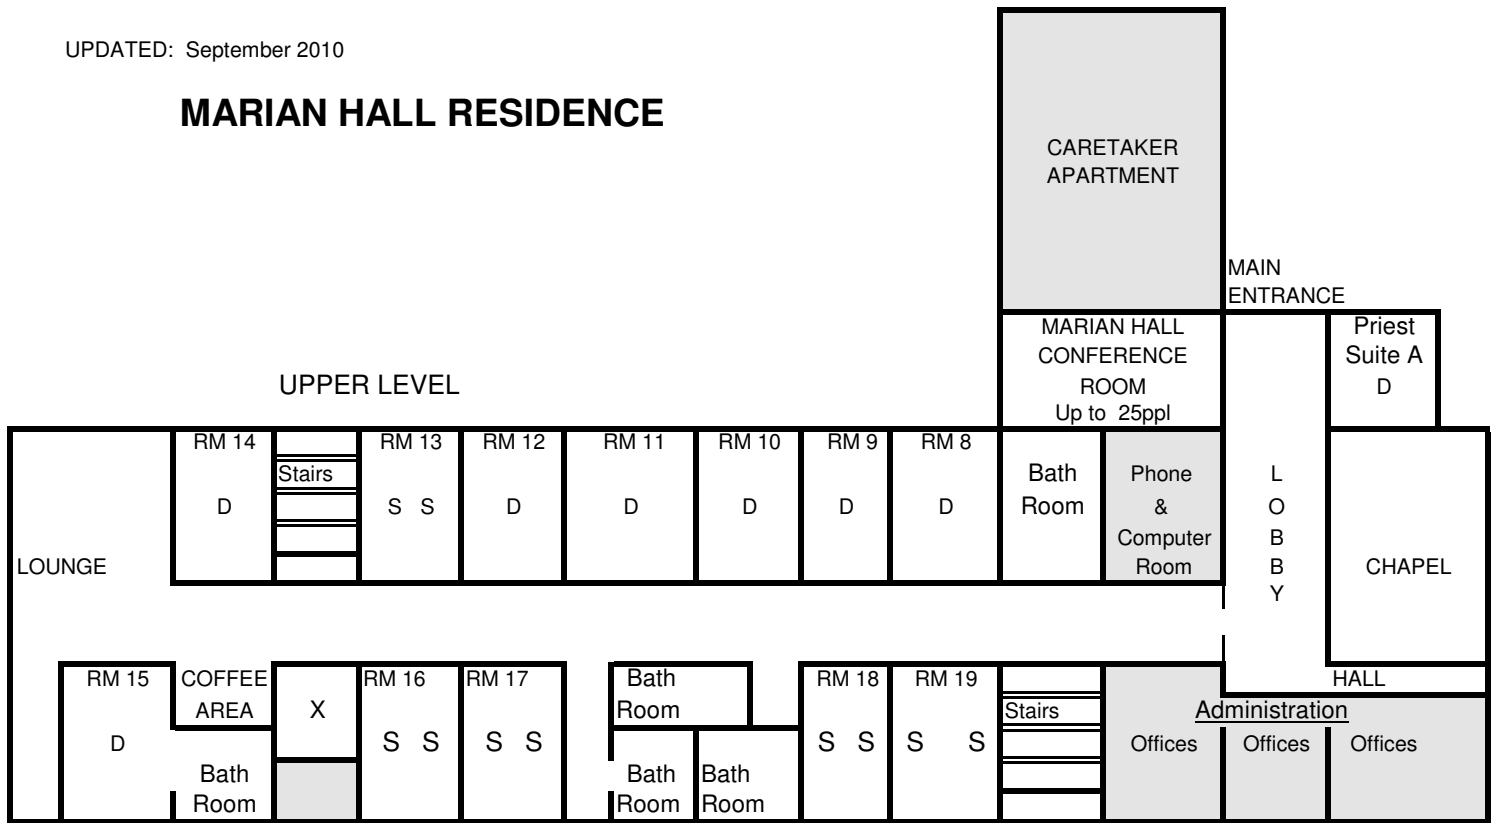 UPDATED:  September 2010
MARIAN HALL RESIDENCE
CARETAKER
APARTMENT
MAIN
ENTRANCE
MARIAN HALL
CONFERENCE
ROOM
Up to  25ppl
Priest
Suite A
D
UPPER LEVEL
RM 14
D
Stairs
RM 13
S S
RM 12
D
RM 11
D
RM 10
D
RM 9
D
RM 8
D
Bath
Room
Phone
&
Computer
Room
L
O
B
B
Y
CHAPEL
LOUNGE
RM 15
D
COFFEE
AREA
Bath
Room
X
RM 16
S S
RM 17
S S
Bath
Room
Bath
Room
Bath
Room
RM 18
S S
RM 19
S S
Stairs
HALL
Administration
Offices
Offices
Offices